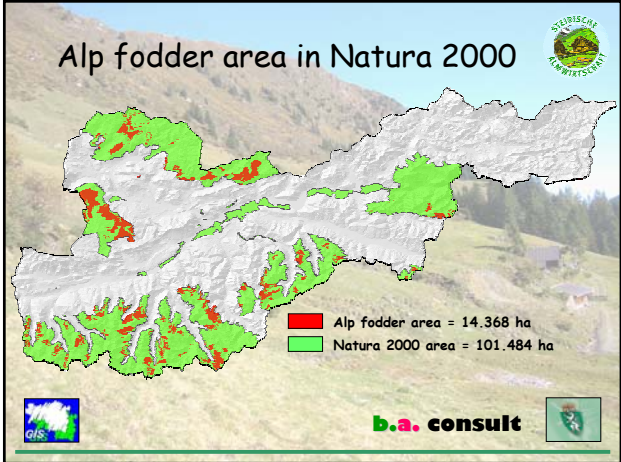 Alp fodder area in Natura 2000
STEIRISCHE
ALMWIRTSCHAFT
Alp fodder area = 14.368 ha
Natura 2000 area = 101.484 ha
GIS
b.a. consult